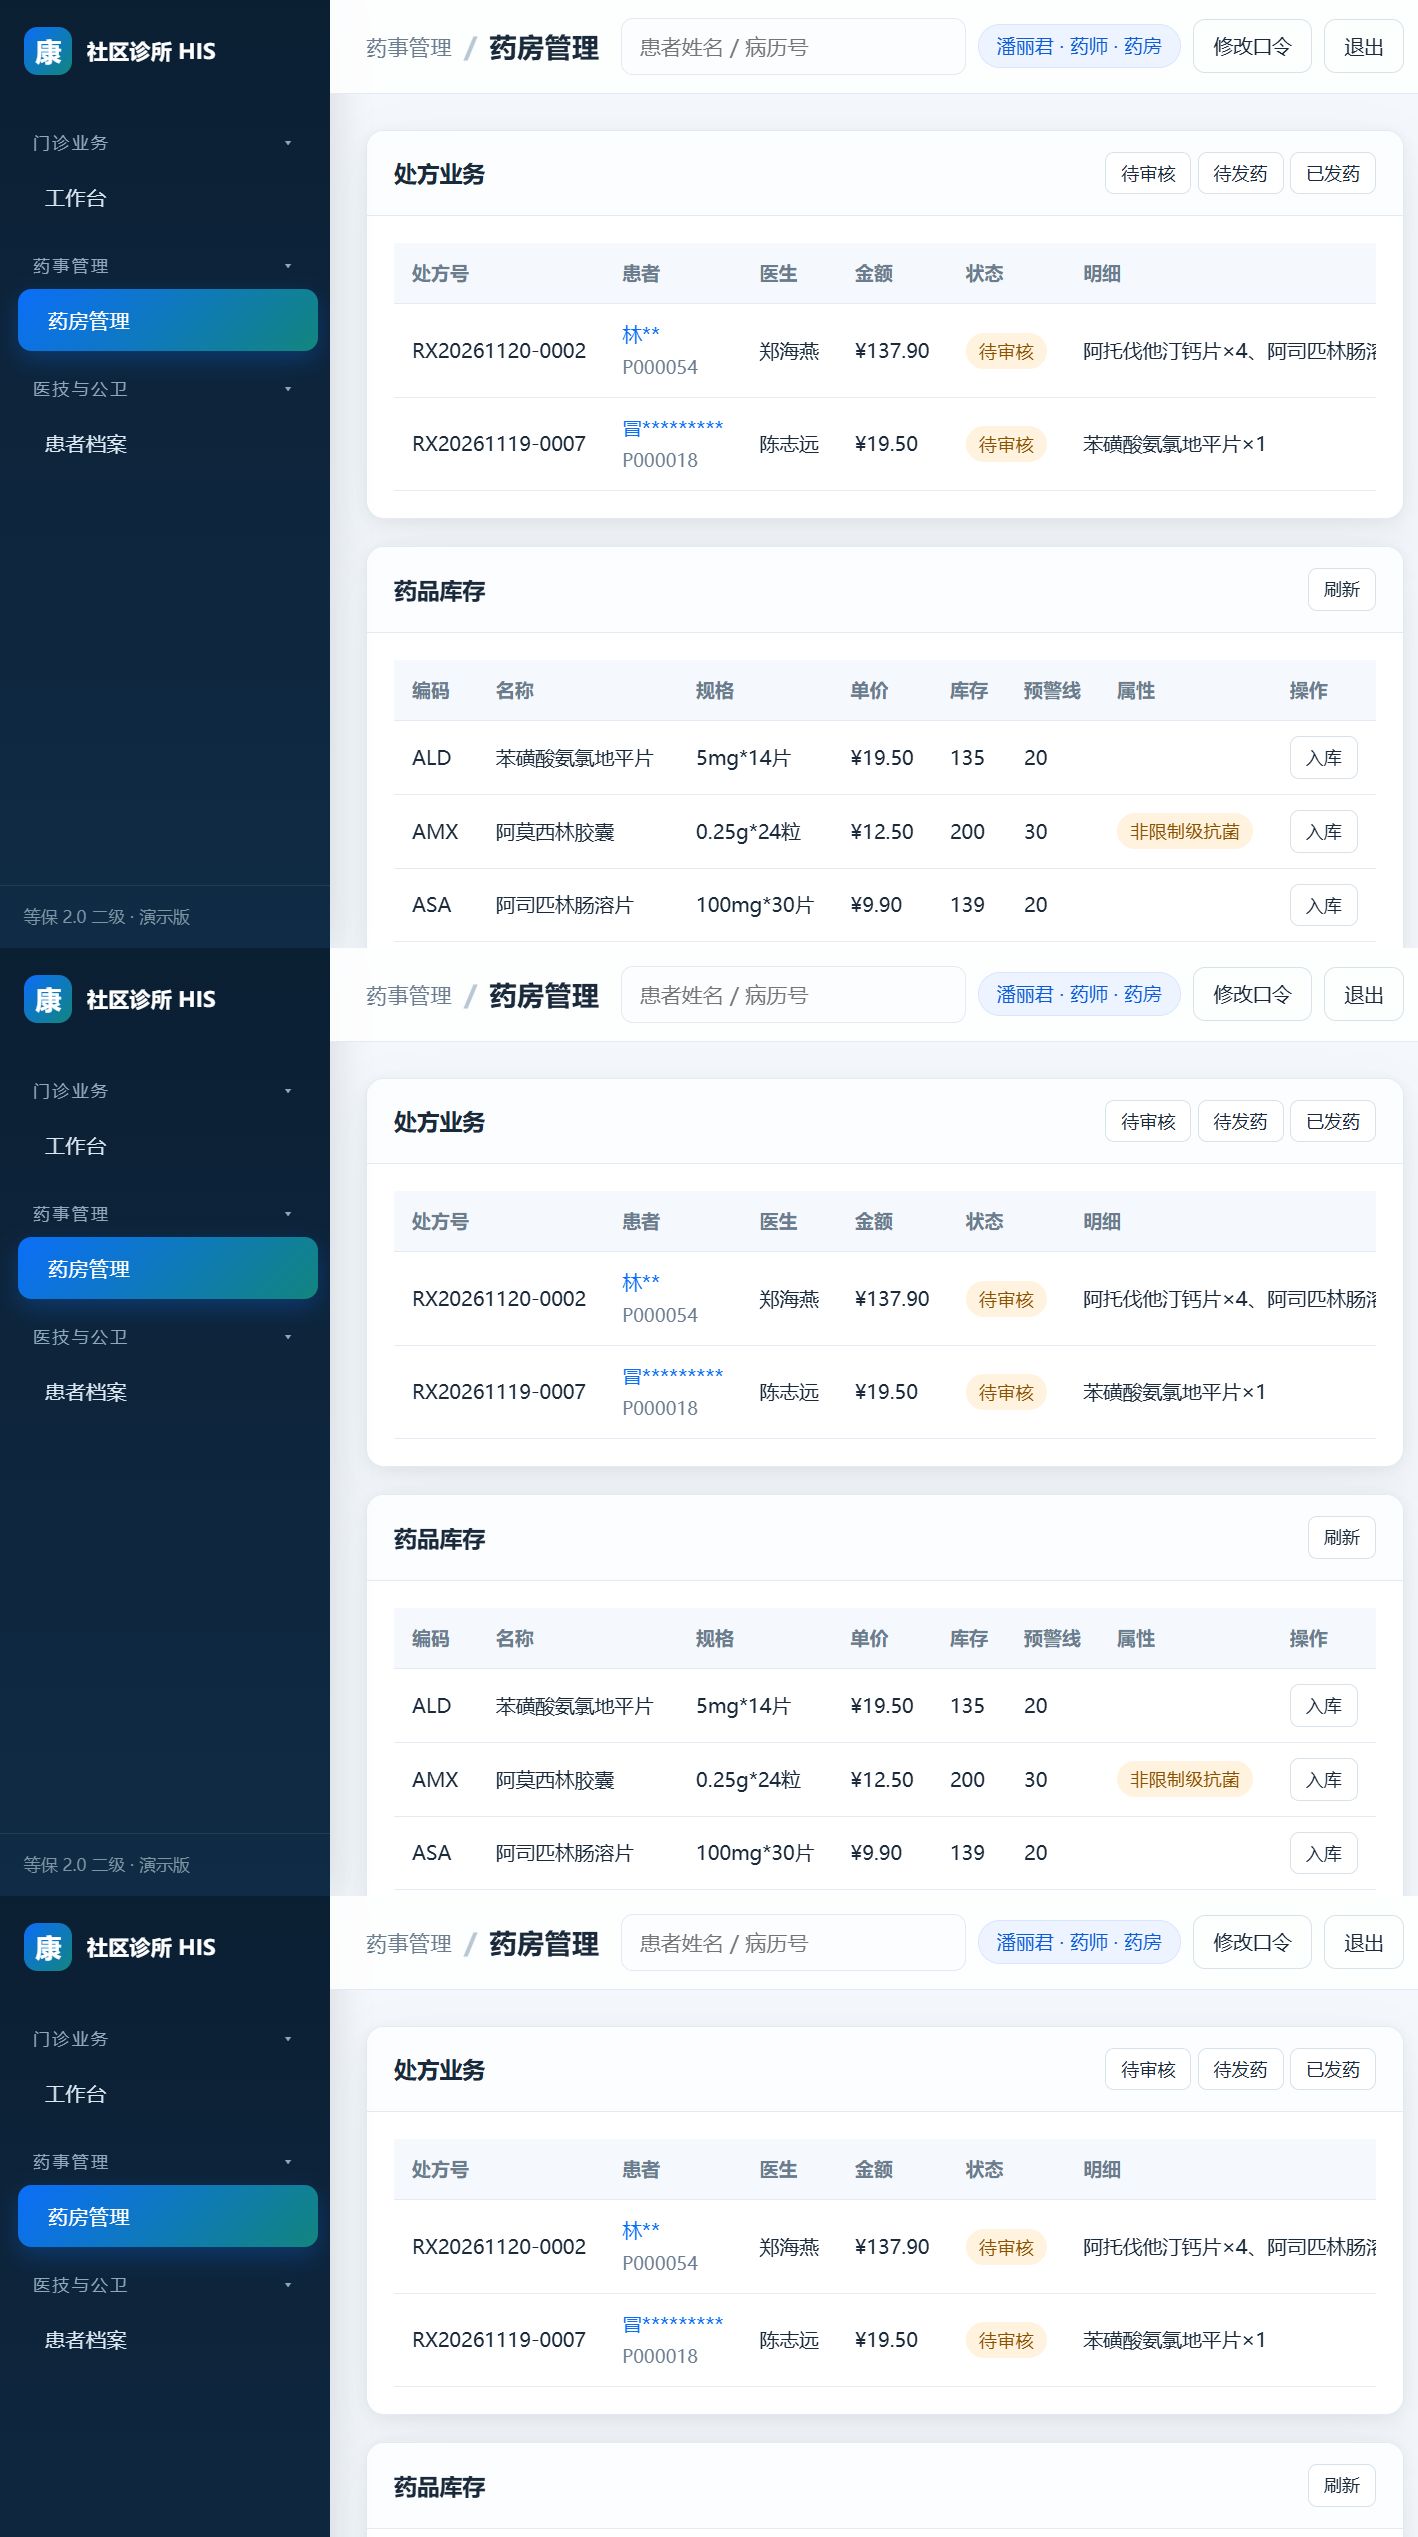 康 社区诊所 HIS
门诊业务
工作台
药事管理
药房管理
医技与公卫
患者档案
等保 2.0 二级 · 演示版
药事管理 / 药房管理 患者姓名 / 病历号 潘丽君 · 药师 · 药房 修改口令 退出
处方业务 待审核 待发药 已发药
处方号 患者 医生 金额 状态 明细
RX20261120-0002 林** P000054 郑海燕 ¥137.90 待审核 阿托伐他汀钙片×4、阿司匹林肠
RX20261119-0007 冒********* P000018 陈志远 ¥19.50 待审核 苯磺酸氨氯地平片×1
药品库存 刷新
编码 名称 规格 单价 库存 预警线 属性 操作
ALD 苯磺酸氨氯地平片 5mg*14片 ¥19.50 135 20 入库
AMX 阿莫西林胶囊 0.25g*24粒 ¥12.50 200 30 非限制级抗菌 入库
ASA 阿司匹林肠溶片 100mg*30片 ¥9.90 139 20 入库
康 社区诊所 HIS
门诊业务
工作台
药事管理
药房管理
医技与公卫
患者档案
等保 2.0 二级 · 演示版
药事管理 / 药房管理 患者姓名 / 病历号 潘丽君 · 药师 · 药房 修改口令 退出
处方业务 待审核 待发药 已发药
处方号 患者 医生 金额 状态 明细
RX20261120-0002 林** P000054 郑海燕 ¥137.90 待审核 阿托伐他汀钙片×4、阿司匹林肠
RX20261119-0007 冒********* P000018 陈志远 ¥19.50 待审核 苯磺酸氨氯地平片×1
药品库存 刷新
编码 名称 规格 单价 库存 预警线 属性 操作
ALD 苯磺酸氨氯地平片 5mg*14片 ¥19.50 135 20 入库
AMX 阿莫西林胶囊 0.25g*24粒 ¥12.50 200 30 非限制级抗菌 入库
ASA 阿司匹林肠溶片 100mg*30片 ¥9.90 139 20 入库
康 社区诊所 HIS
门诊业务
工作台
药事管理
药房管理
医技与公卫
患者档案
药事管理 / 药房管理 患者姓名 / 病历号 潘丽君 · 药师 · 药房 修改口令 退出
处方业务 待审核 待发药 已发药
处方号 患者 医生 金额 状态 明细
RX20261120-0002 林** P000054 郑海燕 ¥137.90 待审核 阿托伐他汀钙片×4、阿司匹林肠
RX20261119-0007 冒********* P000018 陈志远 ¥19.50 待审核 苯磺酸氨氯地平片×1
药品库存 刷新